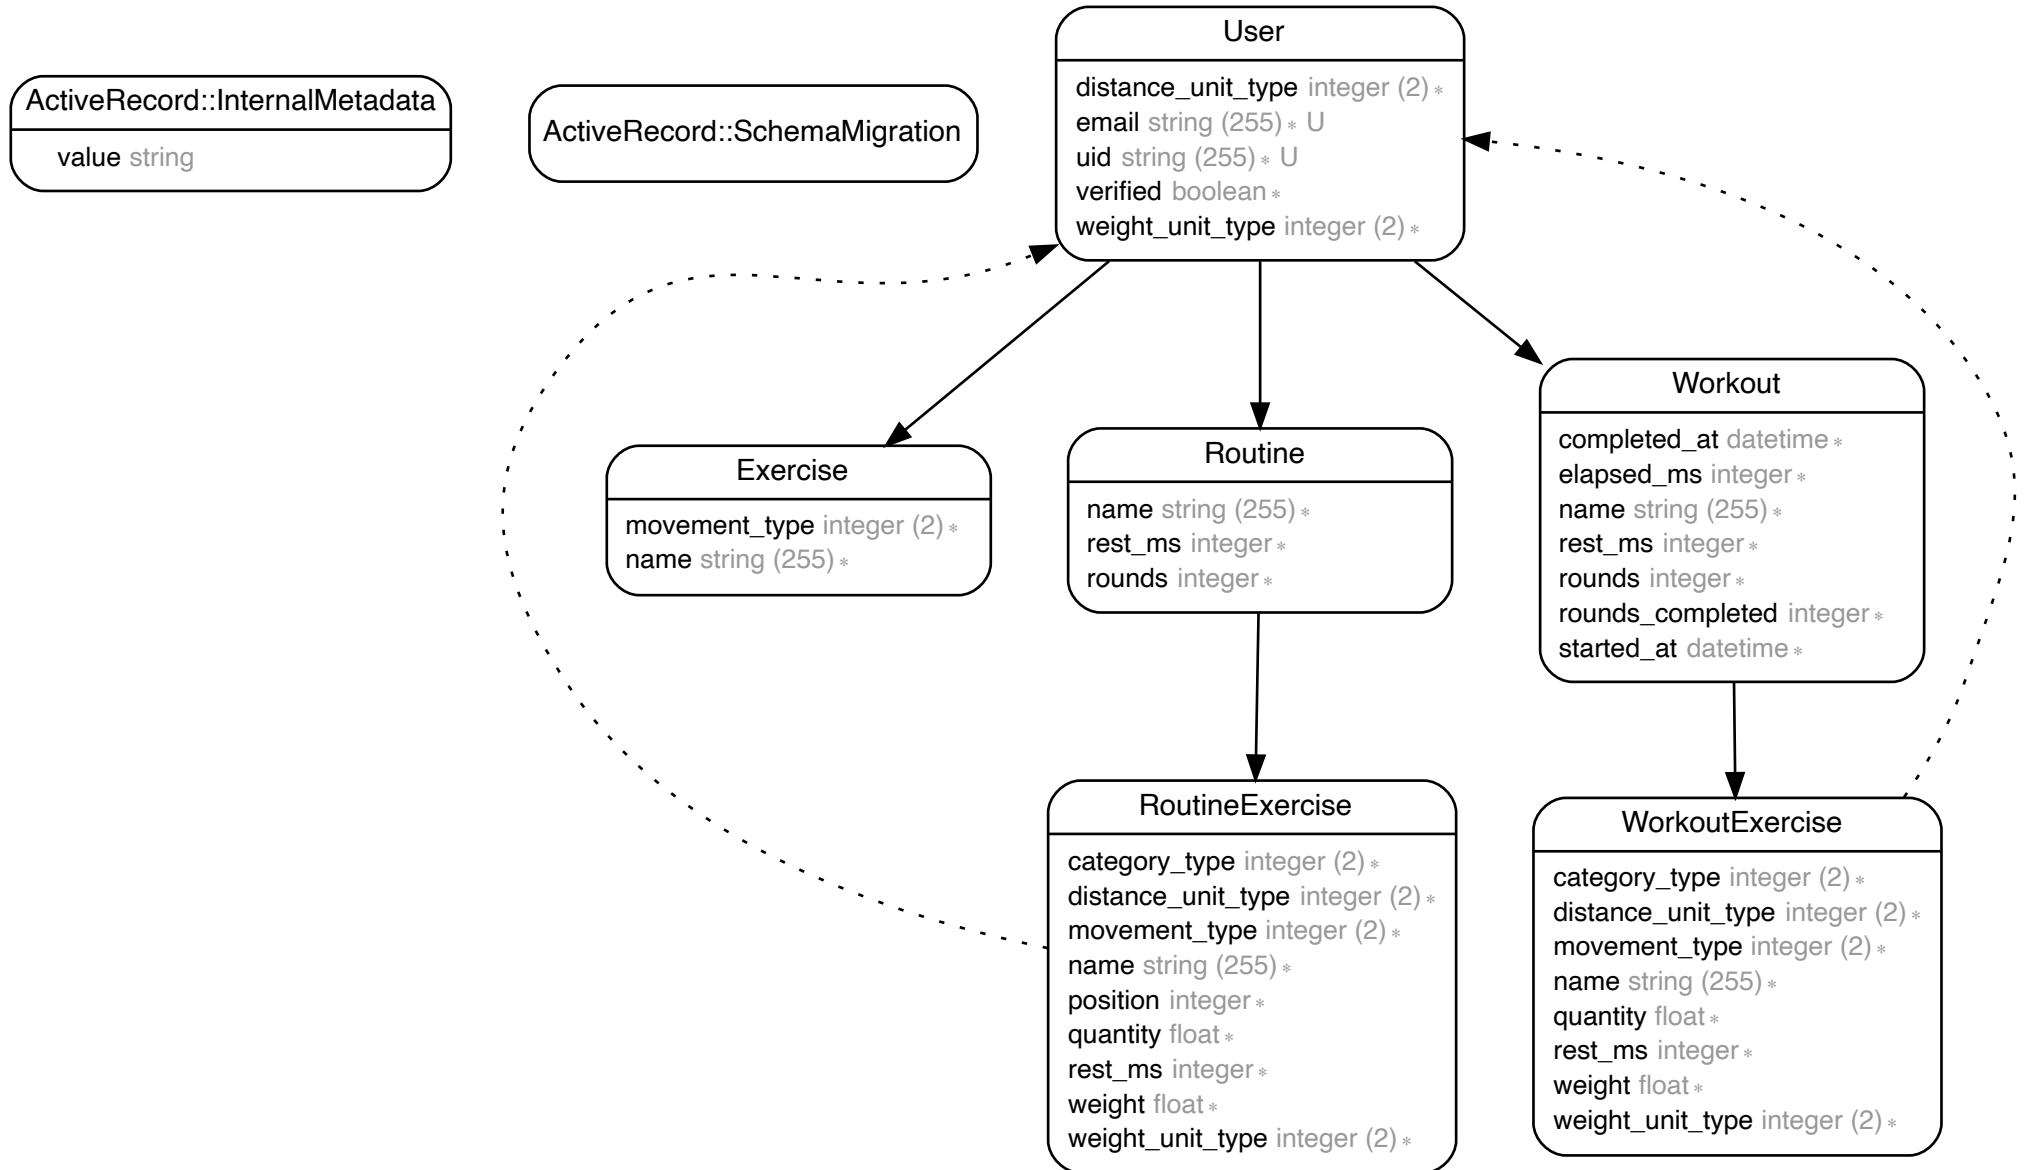 ActiveRecord::InternalMetadata
value string
ActiveRecord::SchemaMigration
User
distance_unit_type integer (2) *
email string (255) * U
uid string (255) * U
verified boolean *
weight_unit_type integer (2) *
Exercise
movement_type integer (2) *
name string (255) *
Routine
name string (255) *
rest_ms integer *
rounds integer *
Workout
completed_at datetime *
elapsed_ms integer *
name string (255) *
rest_ms integer *
rounds integer *
rounds_completed integer *
started_at datetime *
RoutineExercise
category_type integer (2) *
distance_unit_type integer (2) *
movement_type integer (2) *
name string (255) *
position integer *
quantity float *
rest_ms integer *
weight float *
weight_unit_type integer (2) *
WorkoutExercise
category_type integer (2) *
distance_unit_type integer (2) *
movement_type integer (2) *
name string (255) *
quantity float *
rest_ms integer *
weight float *
weight_unit_type integer (2) *